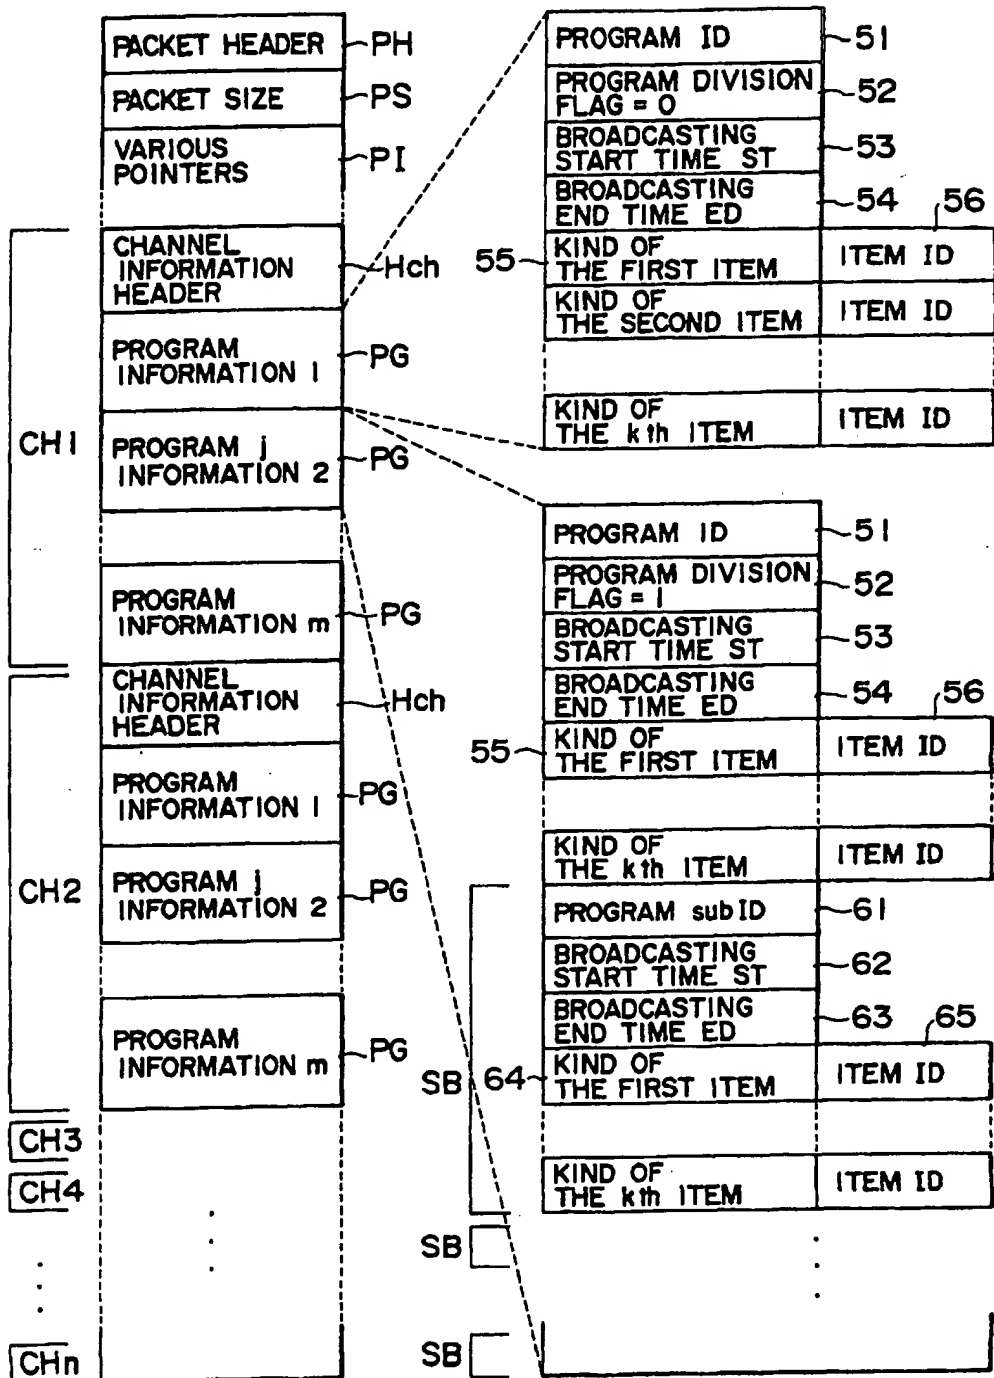 PACKET HEADER
PH
PACKET SIZE
PS
VARIOUS
POINTERS
PI
CH1
CHANNEL
INFORMATION
HEADER
Hch
PROGRAM
INFORMATION 1
PG
PROGRAM j
INFORMATION 2
PG
PROGRAM
INFORMATION m
PG
CH2
CHANNEL
INFORMATION
HEADER
Hch
PROGRAM
INFORMATION 1
PG
PROGRAM j
INFORMATION 2
PG
PROGRAM
INFORMATION m
PG
CH3
CH4
CHn
PROGRAM ID
51
PROGRAM DIVISION
FLAG = 0
52
BROADCASTING
START TIME ST
53
BROADCASTING
END TIME ED
54
56
55
KIND OF
THE FIRST ITEM
ITEM ID
KIND OF
THE SECOND ITEM
ITEM ID
KIND OF
THE kth ITEM
ITEM ID
PROGRAM ID
51
PROGRAM DIVISION
FLAG = 1
52
BROADCASTING
START TIME ST
53
BROADCASTING
END TIME ED
54
56
55
KIND OF
THE FIRST ITEM
ITEM ID
KIND OF
THE kth ITEM
ITEM ID
SB
PROGRAM subID
61
BROADCASTING
START TIME ST
62
BROADCASTING
END TIME ED
63
65
64
KIND OF
THE FIRST ITEM
ITEM ID
KIND OF
THE kth ITEM
ITEM ID
SB
SB